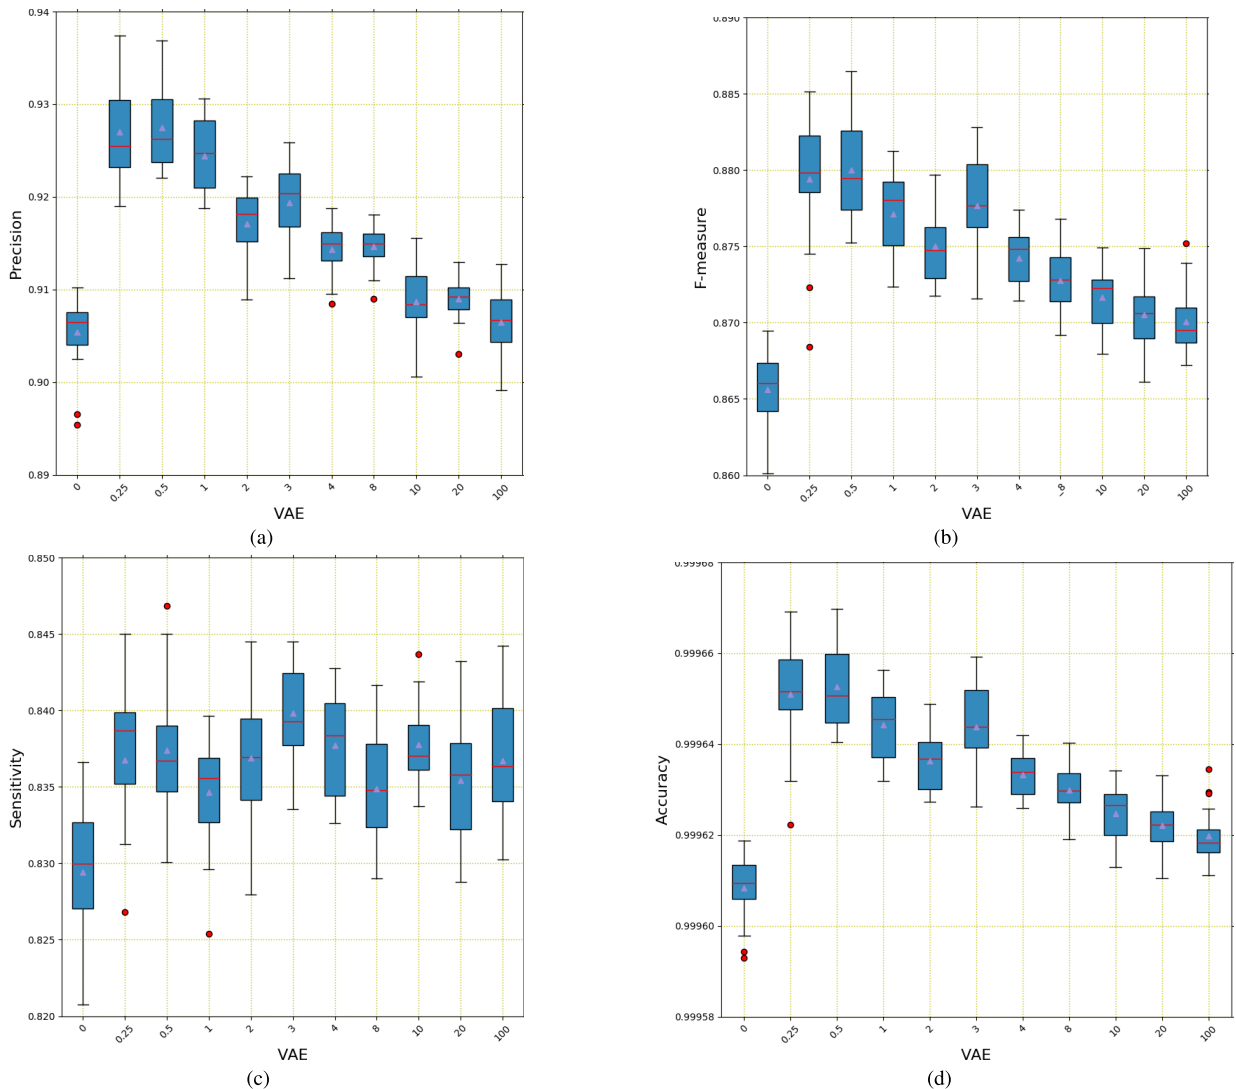 0.94
0.93
0.92
0.91
0.90
0.89
Precision
0 0.25 0.5 1 2 3 4 8 10 20 100
VAE
(a)
0.890
0.885
0.880
0.875
0.870
0.865
0.860
F-measure
0 0.25 0.5 1 2 3 4 8 10 20 100
VAE
(b)
0.850
0.845
0.840
0.835
0.830
0.825
0.820
Sensitivity
0 0.25 0.5 1 2 3 4 8 10 20 100
VAE
(c)
0.99968
0.99966
0.99964
0.99962
0.99960
0.99958
Accuracy
0 0.25 0.5 1 2 3 4 8 10 20 100
VAE
(d)